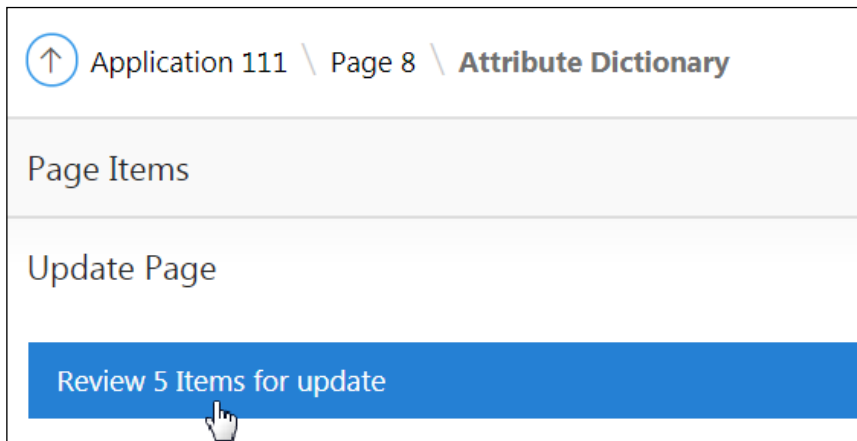 Application 111 \ Page 8 \ Attribute Dictionary
Page Items
Update Page
Review 5 Items for update